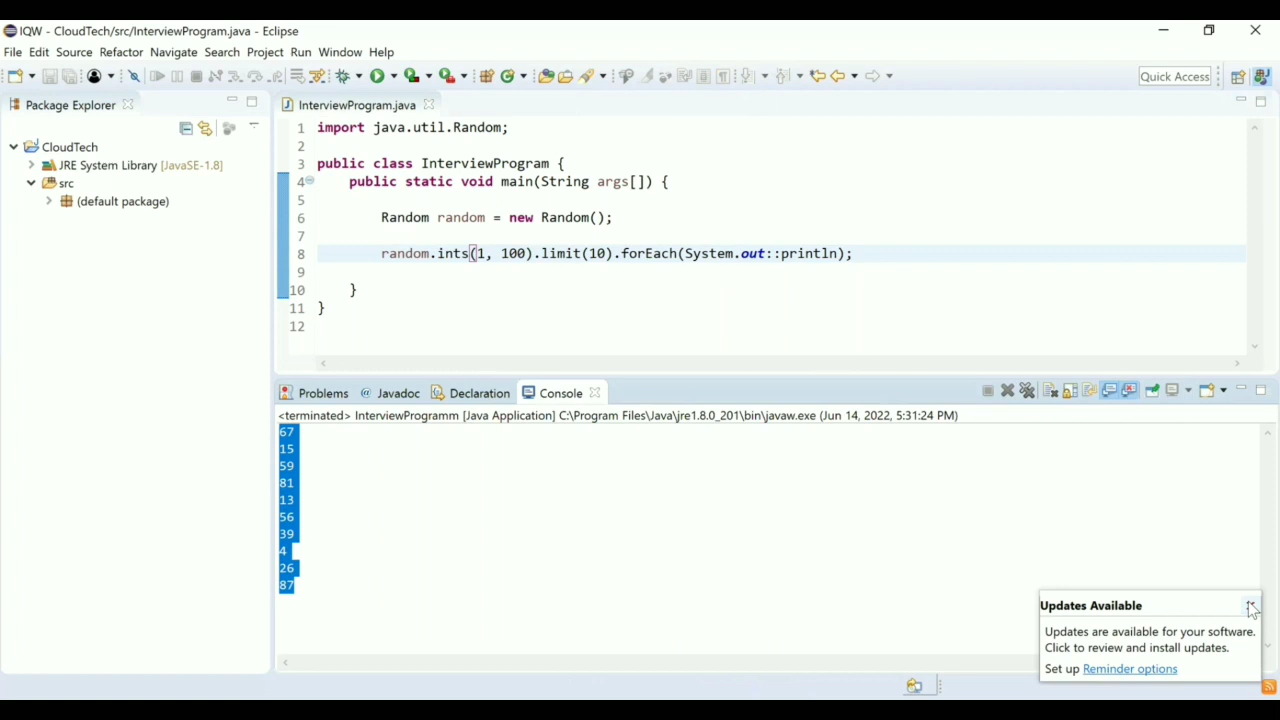 IQW - CloudTech/src/InterviewProgram.java - Eclipse
File Edit Source Refactor Navigate Search Project Run Window Help
Quick Access
Package Explorer
CloudTech
JRE System Library [JavaSE-1.8]
src
(default package)
InterviewProgram.java
1 import java.util.Random;
2
3 public class InterviewProgram {
4 public static void main(String args[]) {
5
6 Random random = new Random();
7
8 random.ints(1, 100).limit(10).forEach(System.out::println);
9
10 }
11 }
12
Problems @ Javadoc Declaration Console
<terminated> InterviewProgramm [Java Application] C:\Program Files\Java\jre1.8.0_201\bin\javaw.exe (Jun 14, 2022, 5:31:24 PM)
67
15
59
81
13
56
39
4
26
87
Updates Available
Updates are available for your software.
Click to review and install updates.
Set up Reminder options